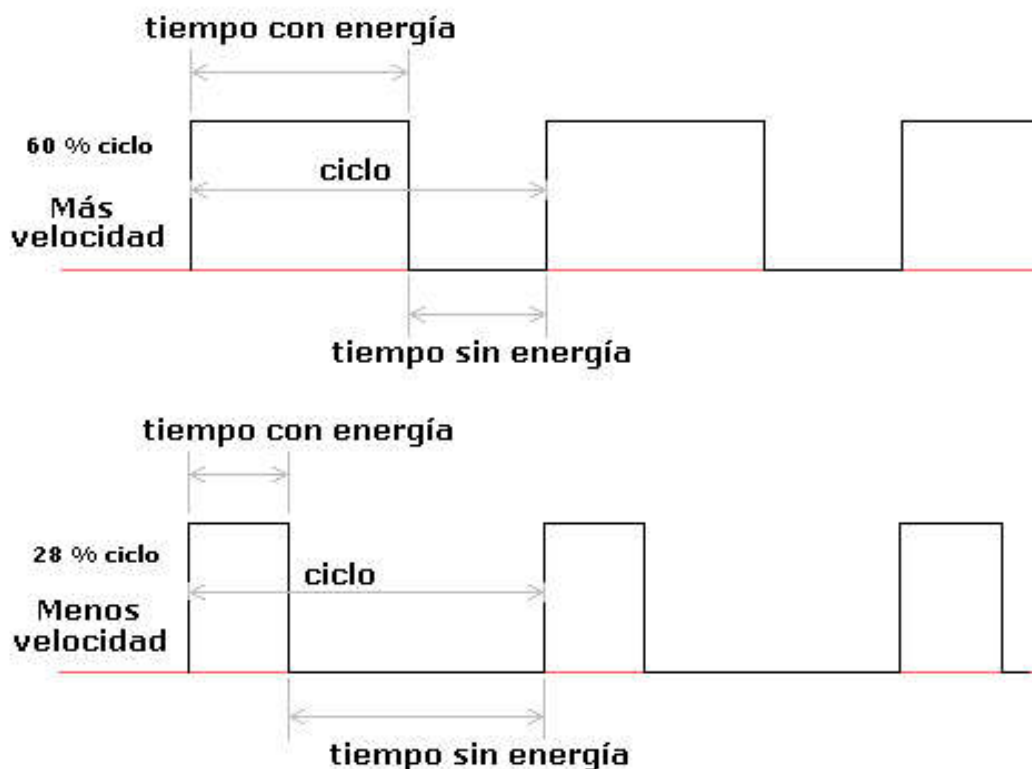 tiempo con energía
60 % ciclo
ciclo
Más
velocidad
tiempo sin energía
tiempo con energía
28 % ciclo
ciclo
Menos
velocidad
tiempo sin energía